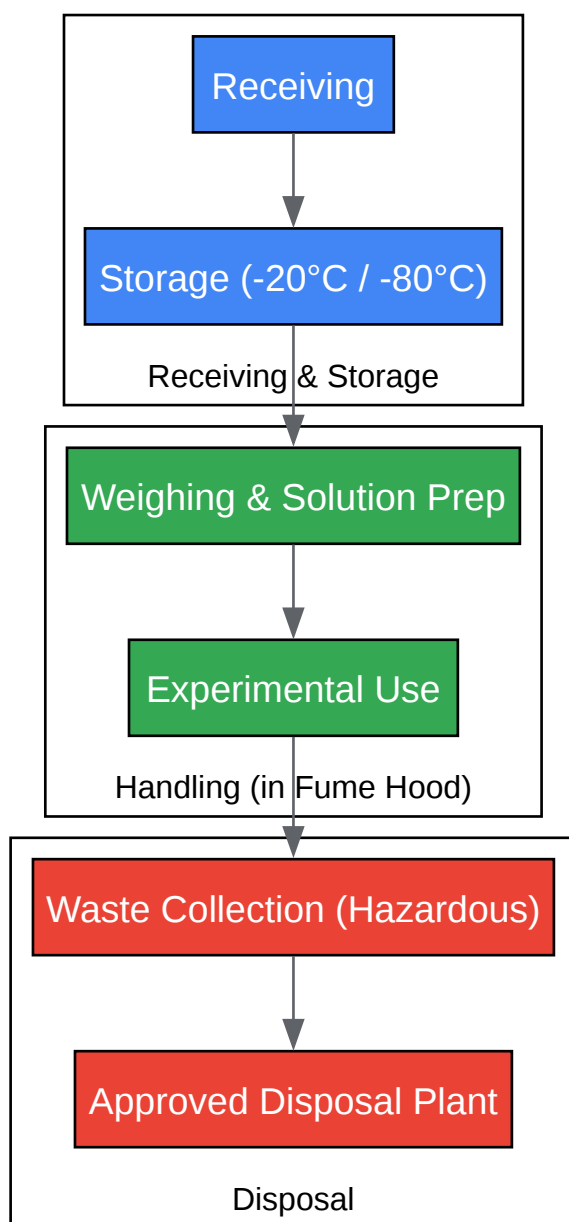 Receiving
Storage (-20°C / -80°C)
Receiving & Storage
Weighing & Solution Prep
Experimental Use
Handling (in Fume Hood)
Waste Collection (Hazardous)
Approved Disposal Plant
Disposal